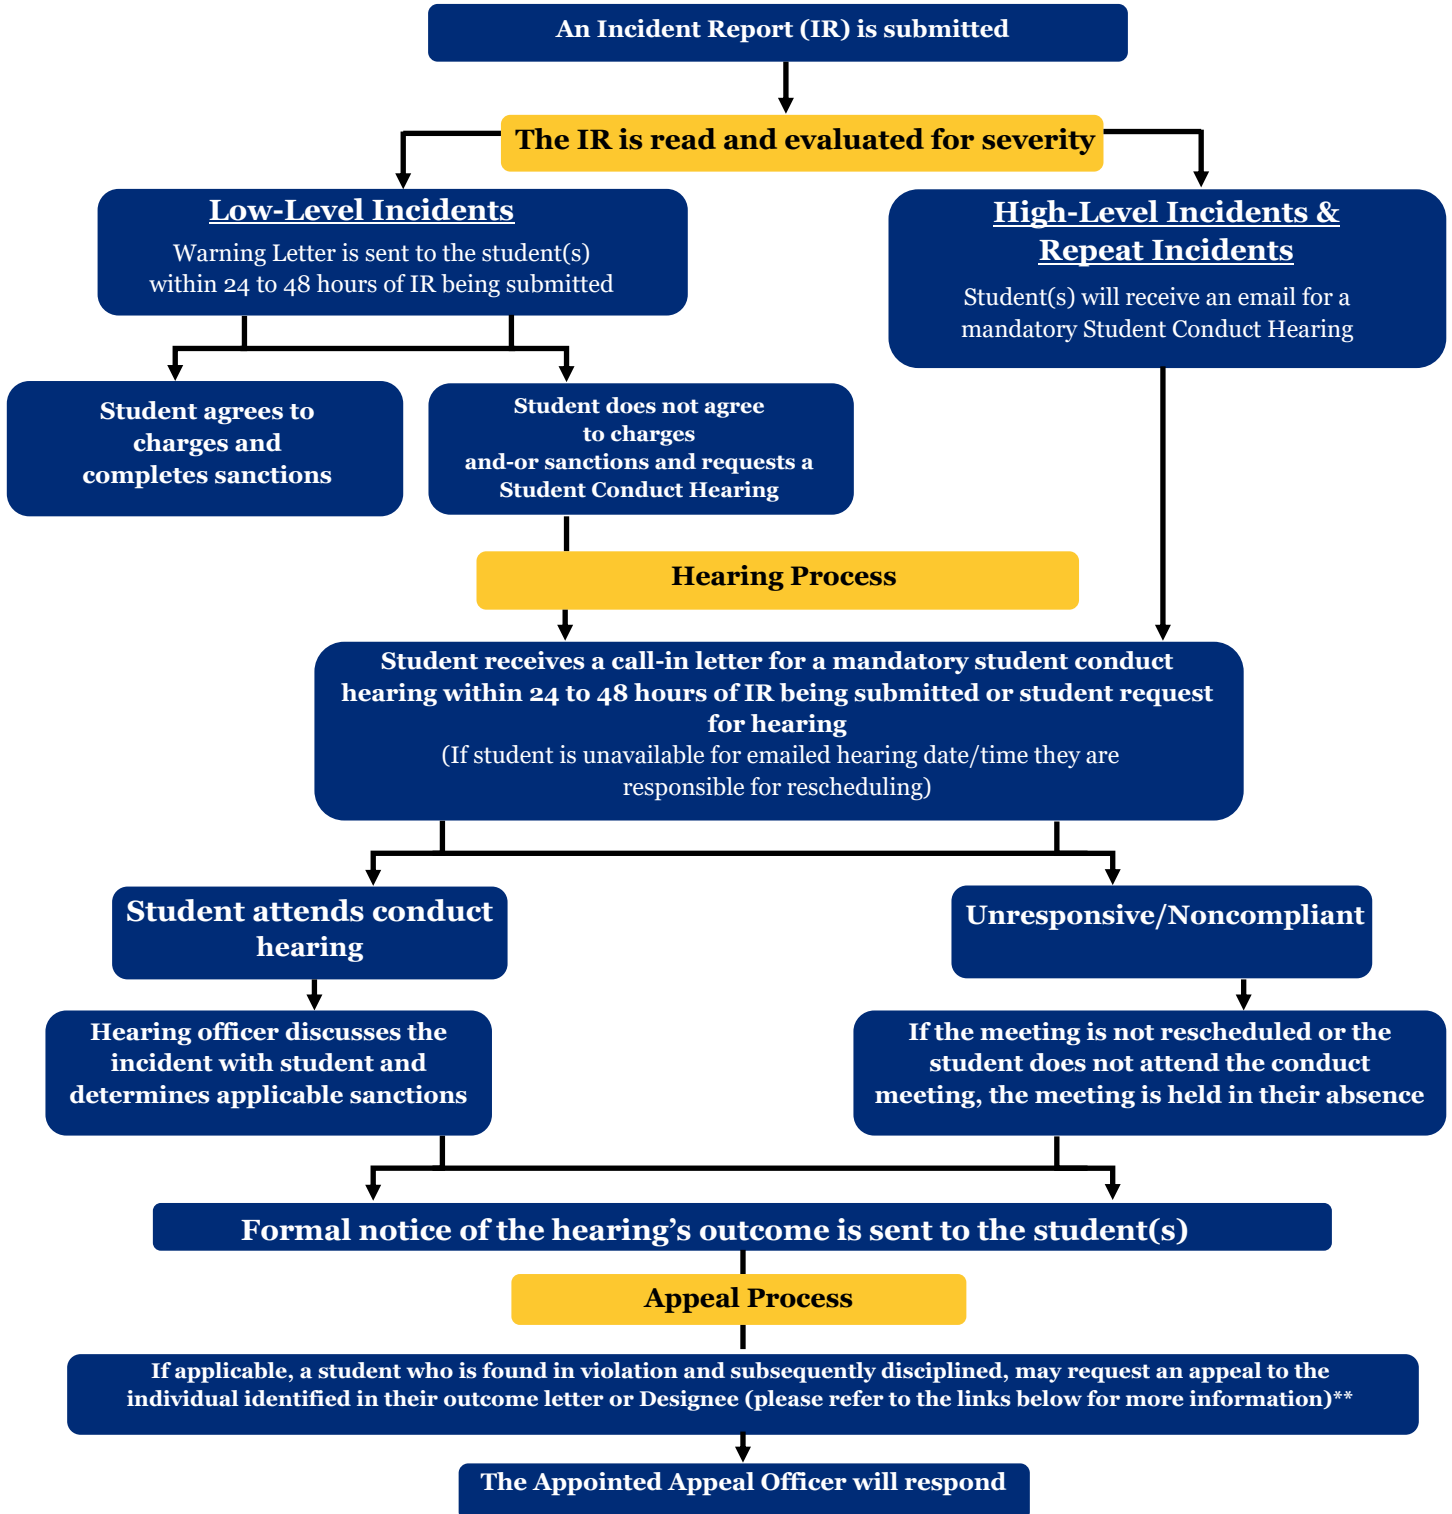 An Incident Report (IR) is submitted
The IR is read and evaluated for severity
Low-Level Incidents
Warning Letter is sent to the student(s)
within 24 to 48 hours of IR being submitted
High-Level Incidents &
Repeat Incidents
Student(s) will receive an email for a
mandatory Student Conduct Hearing
Student agrees to
charges and
completes sanctions
Student does not agree
to charges
and-or sanctions and requests a
Student Conduct Hearing
Hearing Process
Student receives a call-in letter for a mandatory student conduct
hearing within 24 to 48 hours of IR being submitted or student request
for hearing
(If student is unavailable for emailed hearing date/time they are
responsible for rescheduling)
Student attends conduct
hearing
Unresponsive/Noncompliant
Hearing officer discusses the
incident with student and
determines applicable sanctions
If the meeting is not rescheduled or the
student does not attend the conduct
meeting, the meeting is held in their absence
Formal notice of the hearing’s outcome is sent to the student(s)
Appeal Process
If applicable, a student who is found in violation and subsequently disciplined, may request an appeal to the
individual identified in their outcome letter or Designee (please refer to the links below for more information)**
The Appointed Appeal Officer will respond